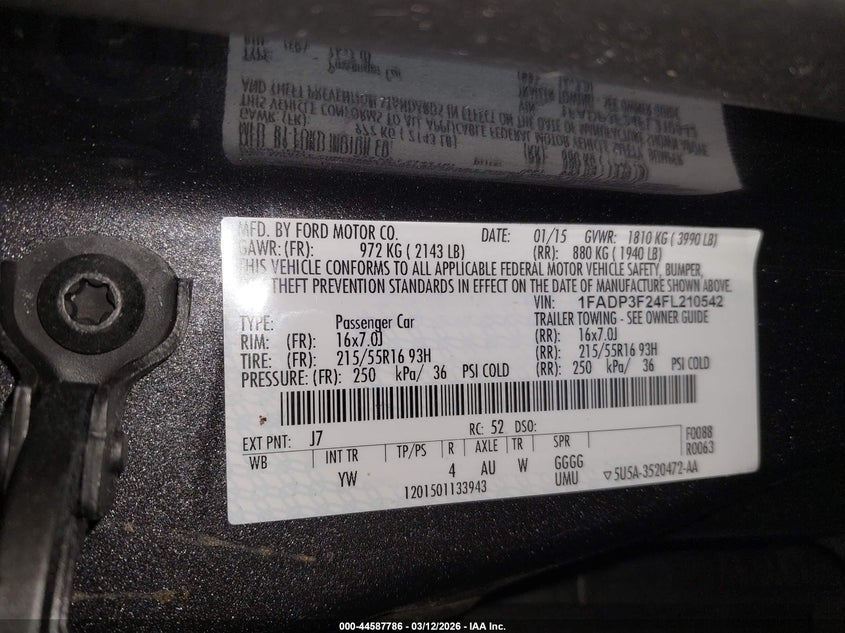 MFD. BY FORD MOTOR CO. DATE: 01/15 GVWR: 1810 KG ( 3990 LB)
GAWR: (FR): 972 KG ( 2143 LB) (RR): 880 KG ( 1940 LB)
THIS VEHICLE CONFORMS TO ALL APPLICABLE FEDERAL MOTOR VEHICLE SAFETY, BUMPER,
THEFT PREVENTION STANDARDS IN EFFECT ON THE DATE OF MANUFACTURE SHOWN ABOVE.
VIN: 1FADP3F24FL210542
TYPE: Passenger Car TRAILER TOWING - SEE OWNER GUIDE
RIM: (FR): 16x7.0J (RR): 16x7.0J
TIRE: (FR): 215/55R16 93H (RR): 215/55R16 93H
PRESSURE: (FR): 250 kPa/ 36 PSI COLD (RR): 250 kPa/ 36 PSI COLD
EXT PNT: J7 RC: 52 DSO: F0088
R0063
WB INT TR TP/PS R AXLE TR SPR
YW 4 AU W GGGG
UMU
1201501133943 5U5A-3520472-AA
000-44587786 - 03/12/2026 - IAA Inc.